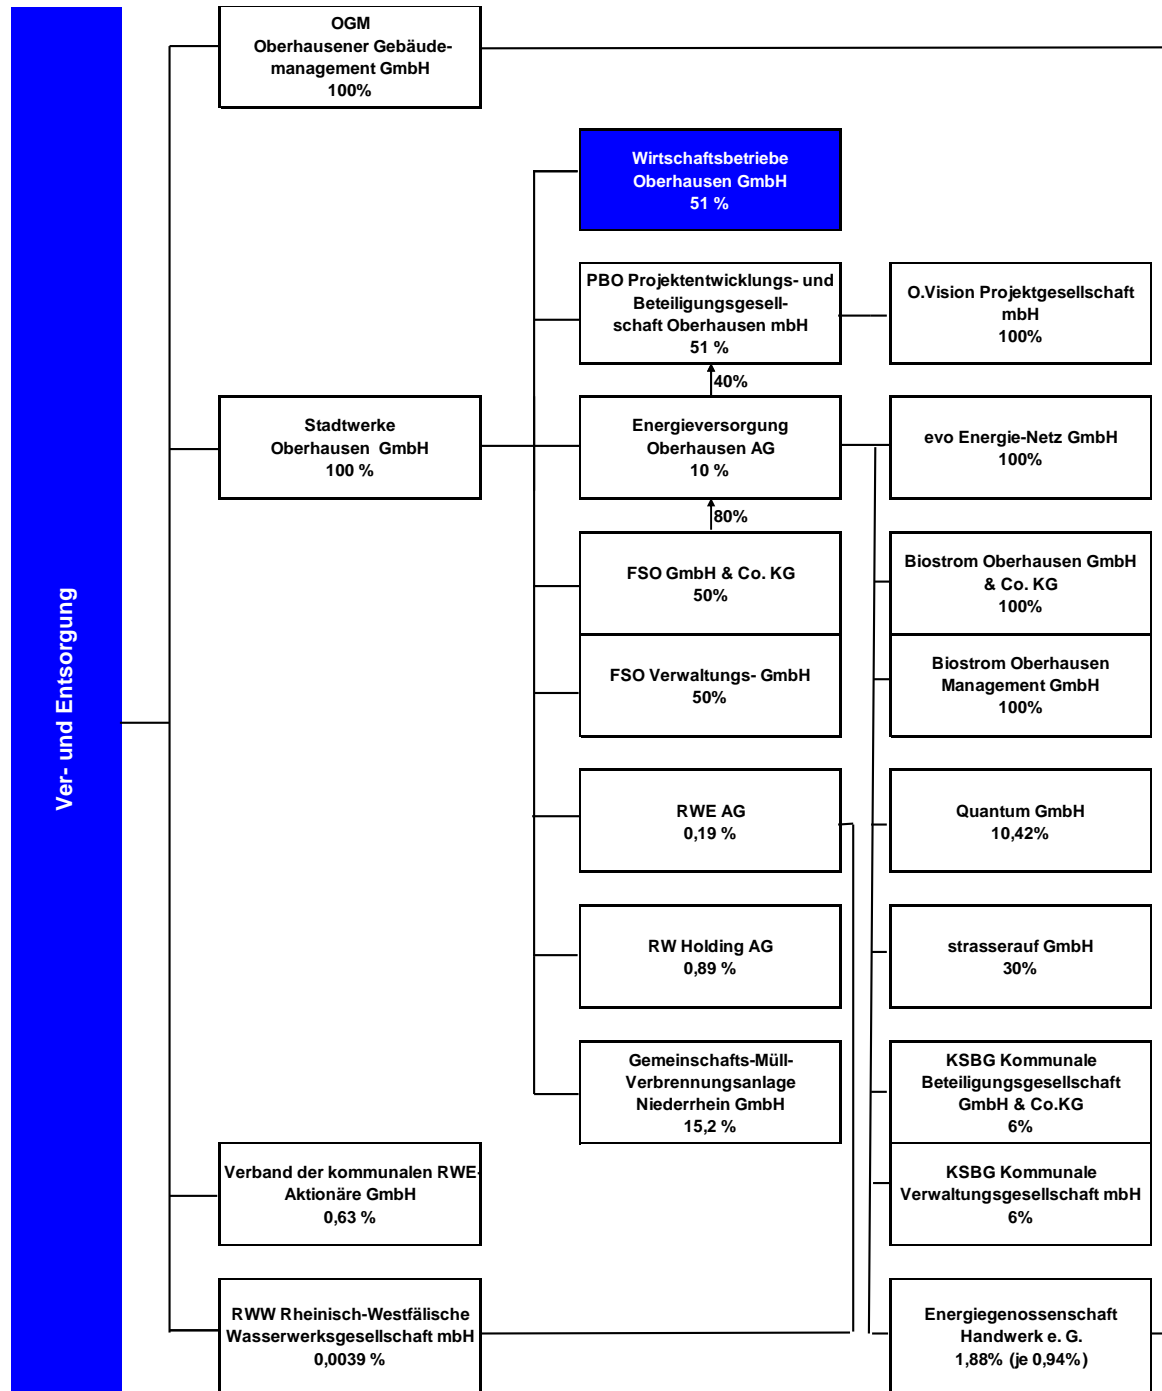 Ver- und Entsorgung
OGM
Oberhausener Gebäude-
management GmbH
100%
Stadtwerke
Oberhausen GmbH
100 %
Verband der kommunalen RWE-
Aktionäre GmbH
0,63 %
RWW Rheinisch-Westfälische
Wasserwerksgesellschaft mbH
0,0039 %
Wirtschaftsbetriebe
Oberhausen GmbH
51 %
PBO Projektentwicklungs- und
Beteiligungsgesell-
schaft Oberhausen mbH
51 %
40%
Energieversorgung
Oberhausen AG
10 %
80%
FSO GmbH & Co. KG
50%
FSO Verwaltungs- GmbH
50%
RWE AG
0,19 %
RW Holding AG
0,89 %
Gemeinschafts-Müll-
Verbrennungsanlage
Niederrhein GmbH
15,2 %
O.Vision Projektgesellschaft
mbH
100%
evo Energie-Netz GmbH
100%
Biostrom Oberhausen GmbH
& Co. KG
100%
Biostrom Oberhausen
Management GmbH
100%
Quantum GmbH
10,42%
strasserauf GmbH
30%
KSBG Kommunale
Beteiligungsgesellschaft
GmbH & Co.KG
6%
KSBG Kommunale
Verwaltungsgesellschaft mbH
6%
Energiegenossenschaft
Handwerk e. G.
1,88% (je 0,94%)